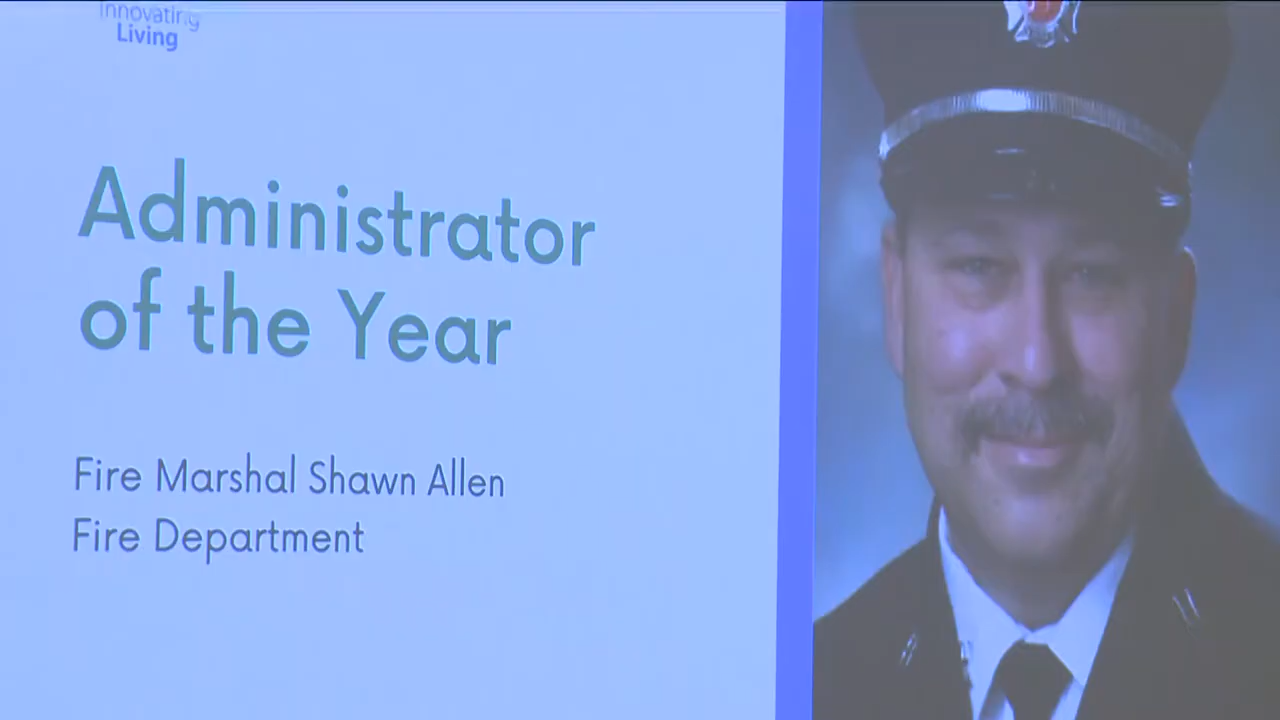 Innovating
Living
Administrator
of the Year
Fire Marshal Shawn Allen
Fire Department